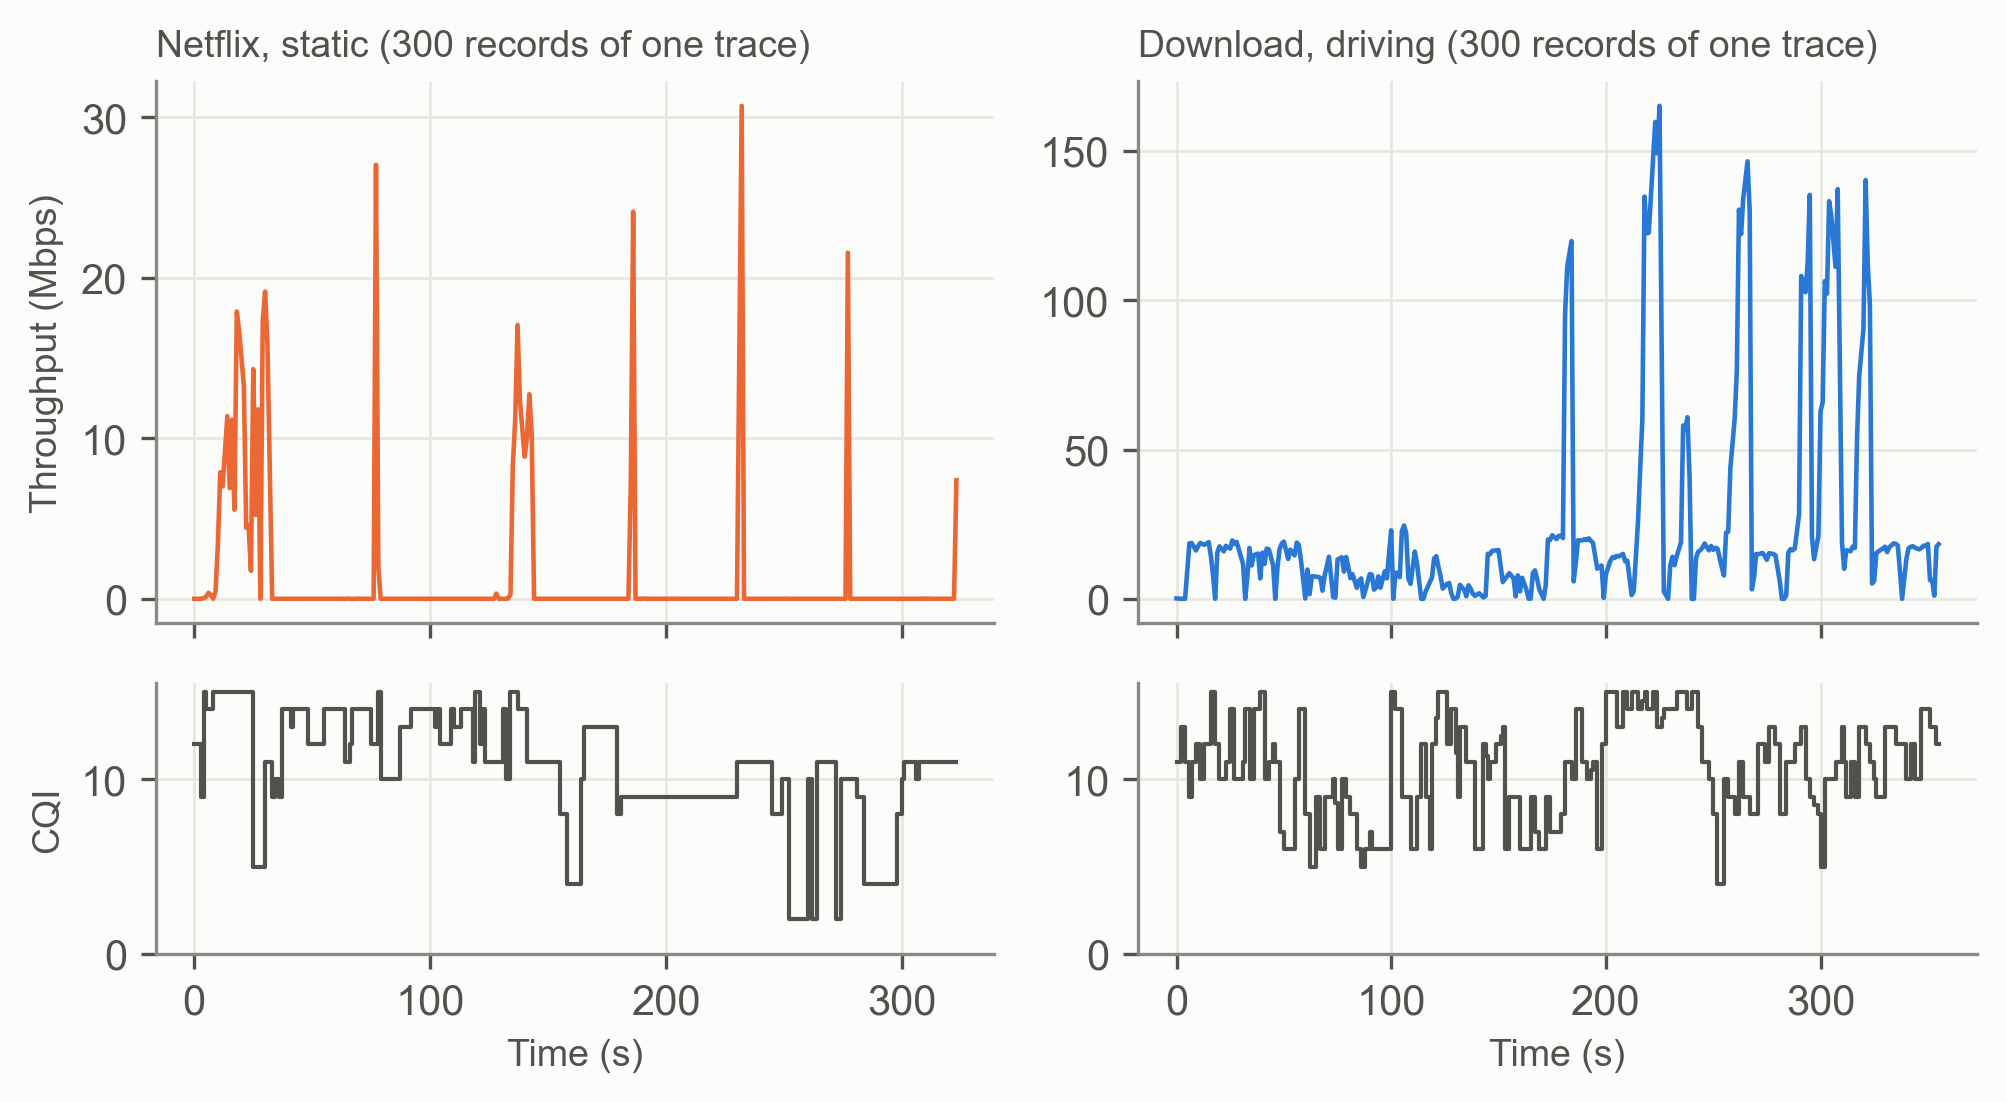 Netflix, static (300 records of one trace)
Download, driving (300 records of one trace)
Throughput (Mbps)
30
20
10
0
150
100
50
0
CQI
10
0
10
0
0 100 200 300
0 100 200 300
Time (s)
Time (s)